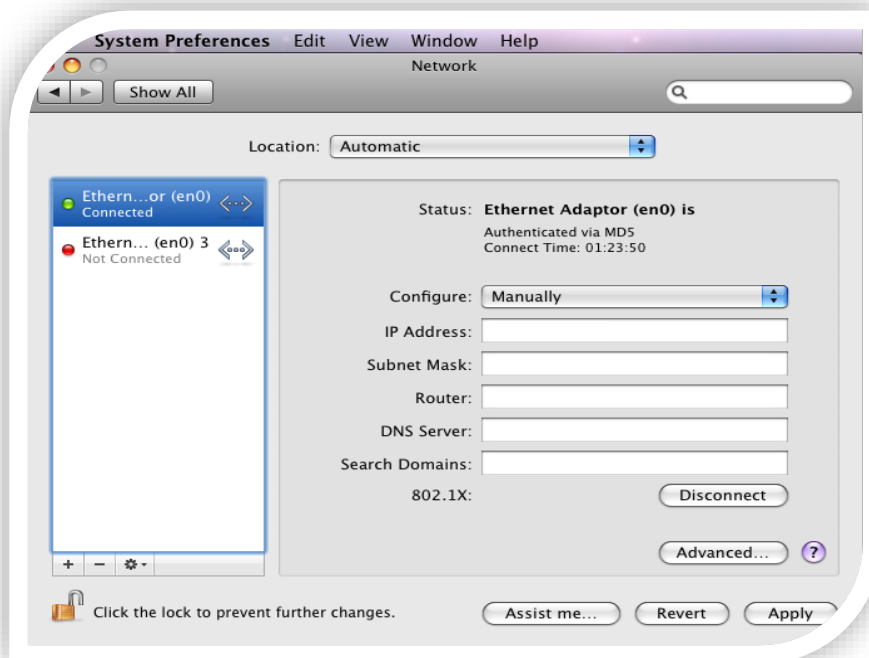 System Preferences Edit View Window Help
Network
Show All
Location: Automatic
Ethern...or (en0)
Connected
Ethern... (en0) 3
Not Connected
Status: Ethernet Adaptor (en0) is
Authenticated via MD5
Connect Time: 01:23:50
Configure: Manually
IP Address:
Subnet Mask:
Router:
DNS Server:
Search Domains:
802.1X: Disconnect
Advanced... ?
Click the lock to prevent further changes.
Assist me... Revert Apply